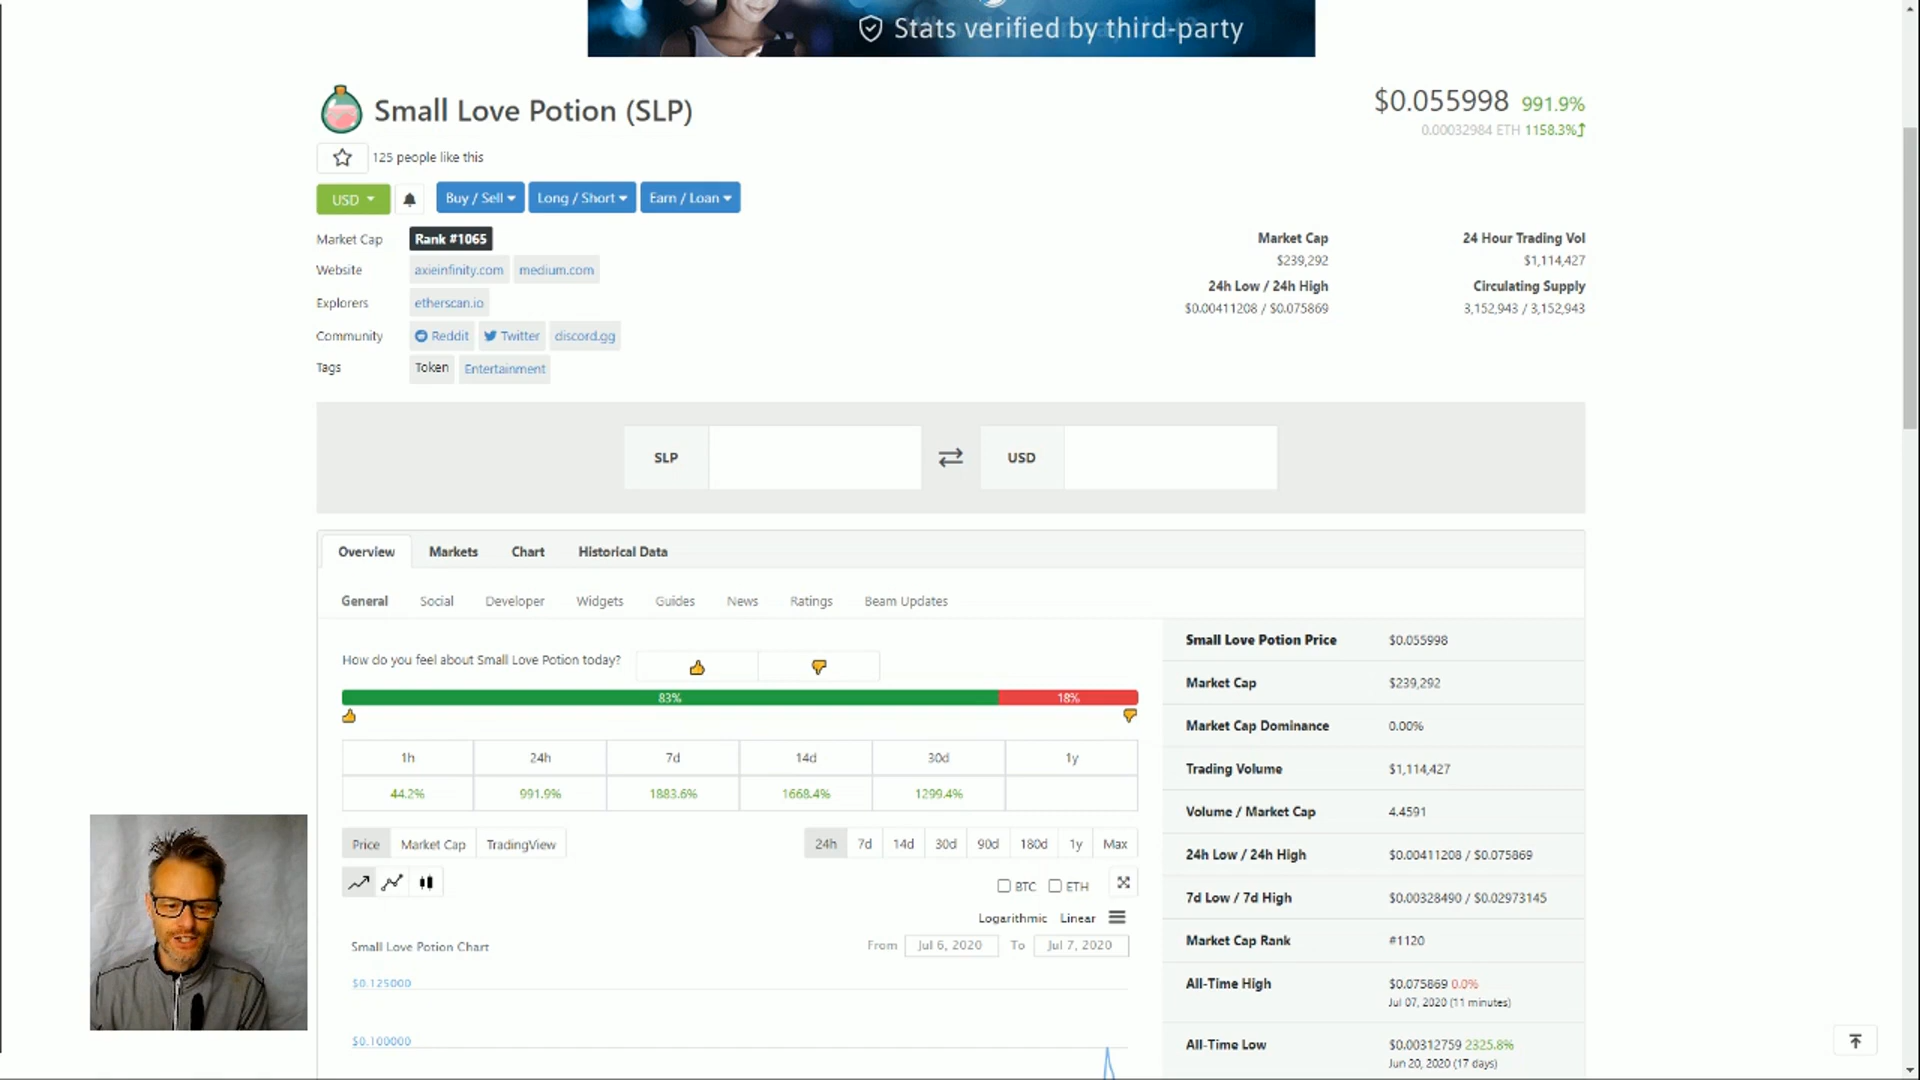 Stats verified by third-party
Small Love Potion (SLP)
$0.055998 991.9%
0.00032984 ETH 1158.3%
125 people like this
USD
Buy / Sell
Long / Short
Earn / Loan
Market Cap Rank #1065
Website axieinfinity.com medium.com
Explorers etherscan.io
Community Reddit Twitter discord.gg
Tags Token Entertainment
Market Cap
$239,292
24 Hour Trading Vol
$1,114,427
24h Low / 24h High
$0.00411208 / $0.075869
Circulating Supply
3,152,943 / 3,152,943
SLP
USD
Overview Markets Chart Historical Data
General Social Developer Widgets Guides News Ratings Beam Updates
How do you feel about Small Love Potion today?
83% 18%
1h 24h 7d 14d 30d 1y
44.2% 991.9% 1883.6% 1668.4% 1299.4%
Price Market Cap TradingView
24h 7d 14d 30d 90d 180d 1y Max
BTC ETH
Logarithmic Linear
Small Love Potion Chart
From Jul 6, 2020 To Jul 7, 2020
$0.125000
$0.100000
Small Love Potion Price $0.055998
Market Cap $239,292
Market Cap Dominance 0.00%
Trading Volume $1,114,427
Volume / Market Cap 4.4591
24h Low / 24h High $0.00411208 / $0.075869
7d Low / 7d High $0.00328490 / $0.02973145
Market Cap Rank #1120
All-Time High $0.075869 0.0%
Jul 07, 2020 (11 minutes)
All-Time Low $0.00312759 2325.8%
Jun 20, 2020 (17 days)